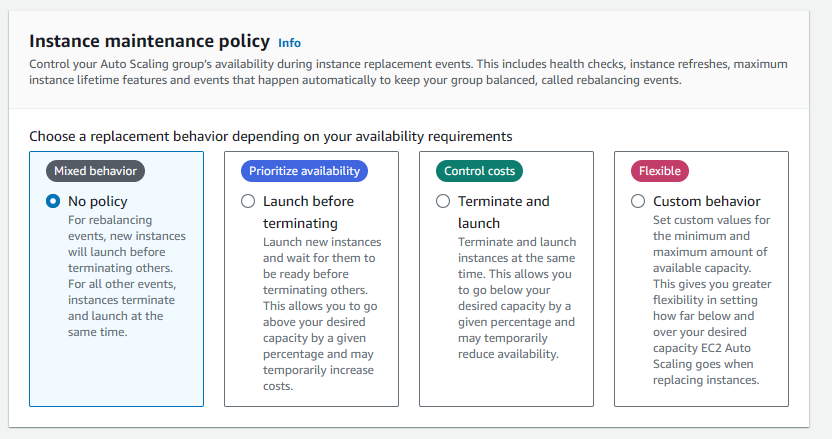 Instance maintenance policy Info
Control your Auto Scaling group's availability during instance replacement events. This includes health checks, instance refreshes, maximum
instance lifetime features and events that happen automatically to keep your group balanced, called rebalancing events.
Choose a replacement behavior depending on your availability requirements
Mixed behavior
No policy
For rebalancing
events, new instances
will launch before
terminating others.
For all other events,
instances terminate
and launch at the
same time.
Prioritize availability
Launch before
terminating
Launch new instances
and wait for them to
be ready before
terminating others.
This allows you to go
above your desired
capacity by a given
percentage and may
temporarily increase
costs.
Control costs
Terminate and
launch
Terminate and launch
instances at the same
time. This allows you
to go below your
desired capacity by a
given percentage and
may temporarily
reduce availability.
Flexible
Custom behavior
Set custom values for
the minimum and
maximum amount of
available capacity.
This gives you greater
flexibility in setting
how far below and
over your desired
capacity EC2 Auto
Scaling goes when
replacing instances.